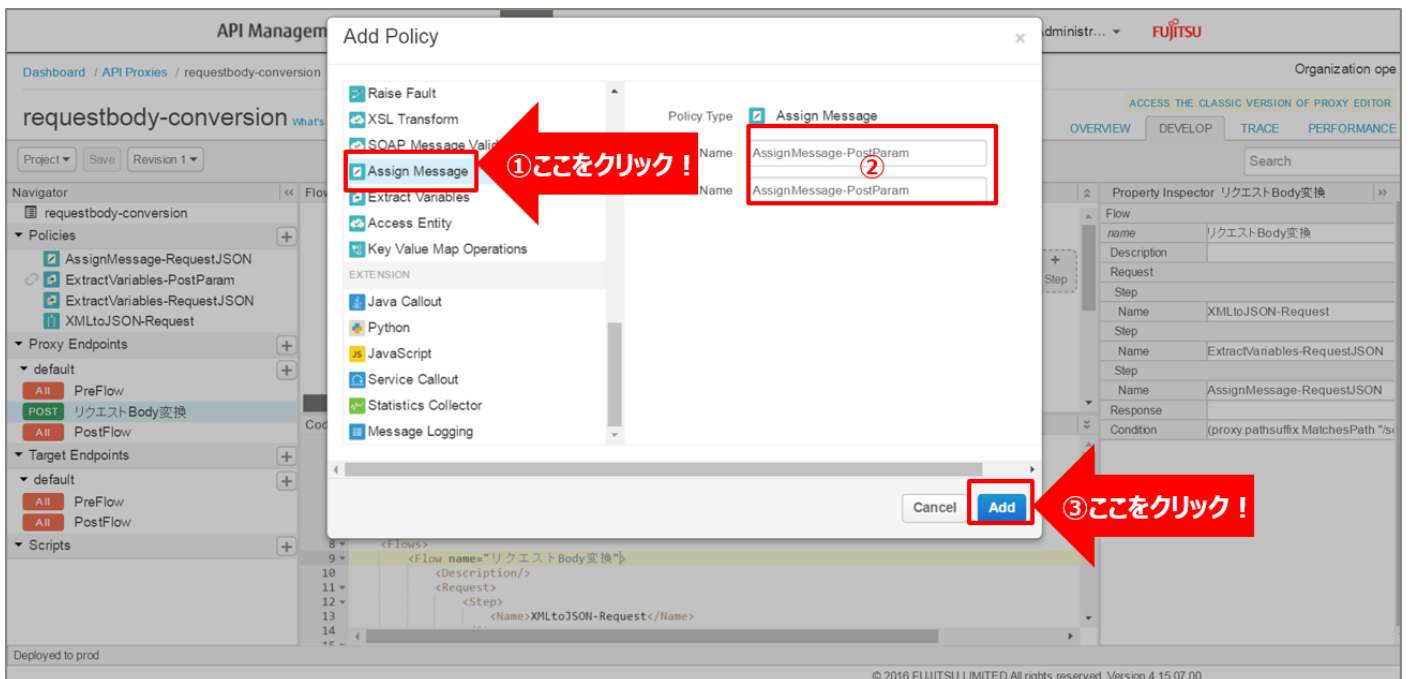 API Managem
Add Policy
×
dministr...
FUJITSU
Dashboard / API Proxies / requestbody-conversion
Organization ope
requestbody-conversion What's
ACCESS THE CLASSIC VERSION OF PROXY EDITOR
OVERVIEW DEVELOP TRACE PERFORMANCE
Project Save Revision 1
Search
Raise Fault
XSL Transform
SOAP Message Valid
Assign Message
Extract Variables
Access Entity
Key Value Map Operations
EXTENSION
Java Callout
Python
JavaScript
Service Callout
Statistics Collector
Message Logging
①ここをクリック!
Policy Type Assign Message
Name AssignMessage-PostParam
②
Name AssignMessage-PostParam
Cancel Add
③ここをクリック!
Navigator
requestbody-conversion
Policies
AssignMessage-RequestJSON
ExtractVariables-PostParam
ExtractVariables-RequestJSON
XMLtoJSON-Request
Proxy Endpoints
default
All PreFlow
POST リクエストBody変換
All PostFlow
Target Endpoints
default
All PreFlow
All PostFlow
Scripts
Flow
+
Step
Cod
Property Inspector リクエストBody変換
Flow
name リクエストBody変換
Description
Request
Step
Name XMLtoJSON-Request
Step
Name ExtractVariables-RequestJSON
Step
Name AssignMessage-RequestJSON
Response
Condition (proxy.pathsuffix MatchesPath "/se
8 <Flows>
9 <Flow name="リクエストBody変換">
10 <Description/>
11 <Request>
12 <Step>
13 <Name>XMLtoJSON-Request</Name>
14
Deployed to prod
© 2016 FUJITSU LIMITED All rights reserved. Version 4.15.07.00